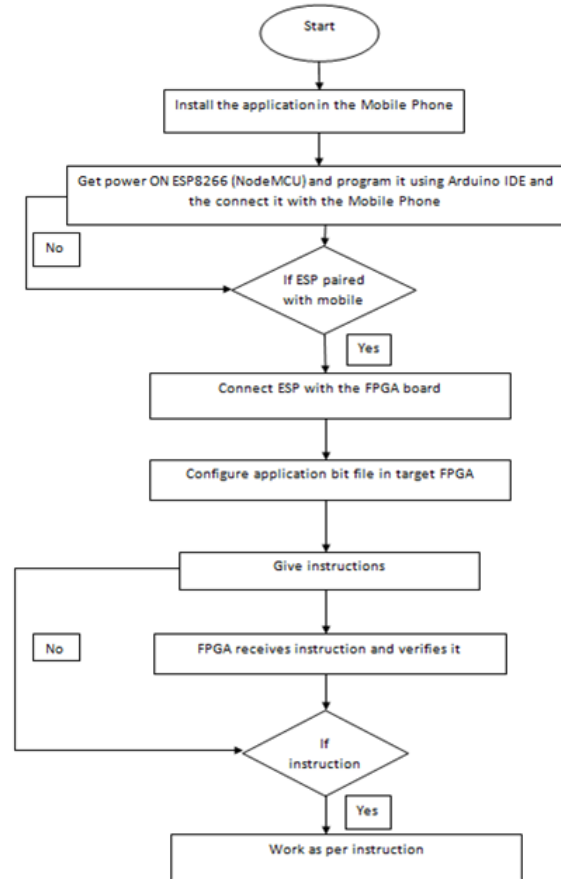 Start
Install the application in the Mobile Phone
Get power ON ESP8266 (NodeMCU) and program it using Arduino IDE and
the connect it with the Mobile Phone
No
If ESP paired
with mobile
Yes
Connect ESP with the FPGA board
Configure application bit file in target FPGA
Give instructions
No
FPGA receives instruction and verifies it
If
instruction
Yes
Work as per instruction